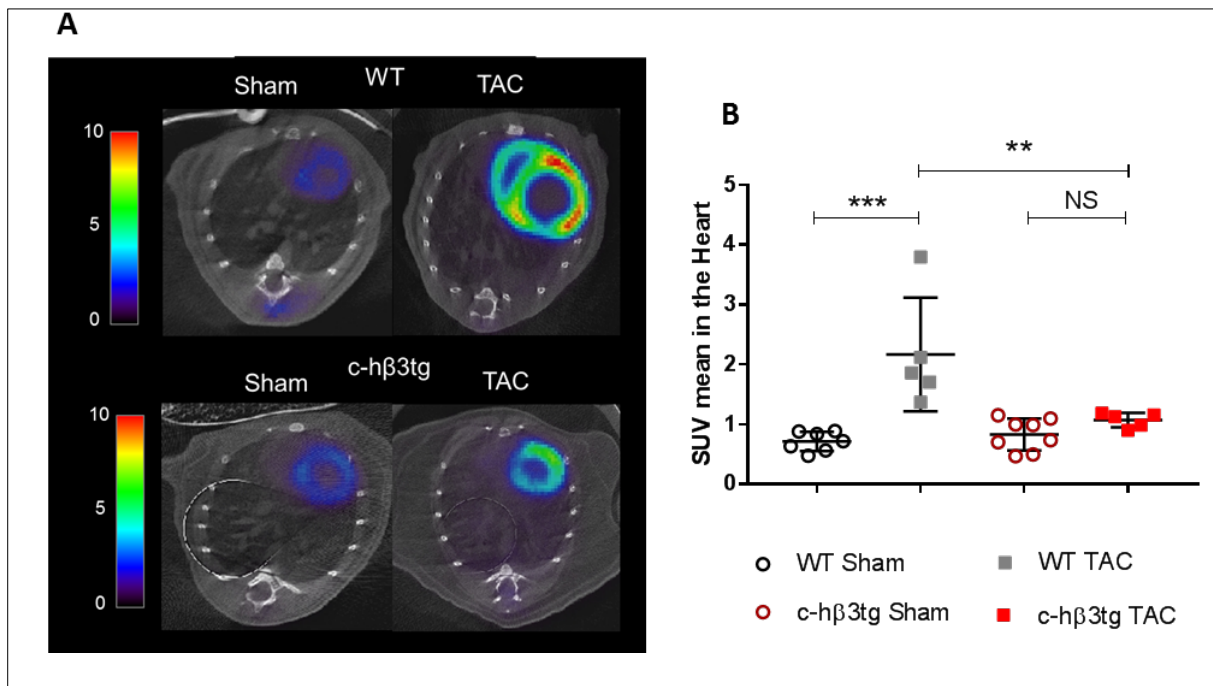 A
WT
Sham TAC
10
5
0
c-hβ3tg
Sham TAC
10
5
0
B
**
*** NS
SUV mean in the Heart
5
4
3
2
1
0
WT Sham WT TAC
c-hβ3tg Sham c-hβ3tg TAC